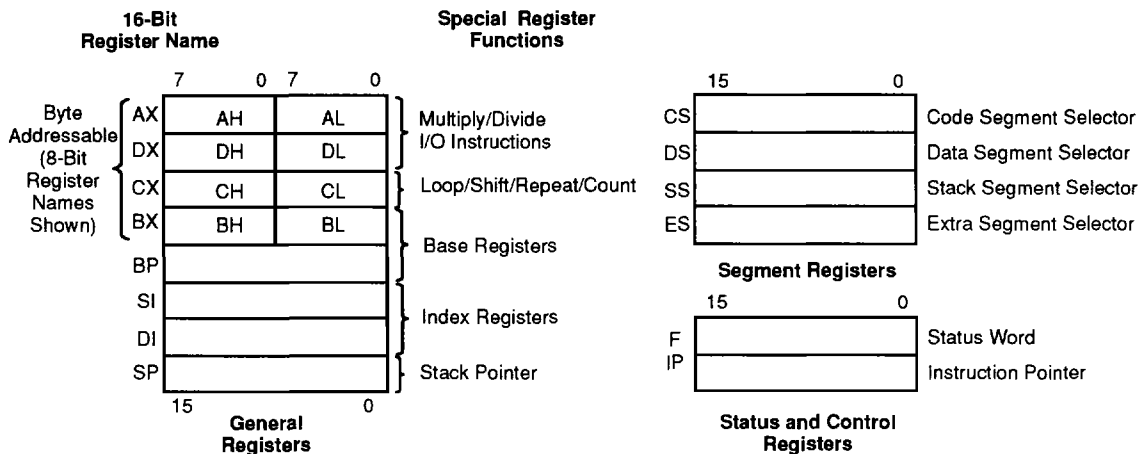 16-Bit
Register Name
Special Register
Functions
7 0 7 0
Byte
Addressable
(8-Bit
Register
Names
Shown)
AX AH AL
DX DH DL
CX CH CL
BX BH BL
BP
SI
DI
SP
15 0
Multiply/Divide
I/O Instructions
Loop/Shift/Repeat/Count
Base Registers
Index Registers
Stack Pointer
General
Registers
15 0
CS Code Segment Selector
DS Data Segment Selector
SS Stack Segment Selector
ES Extra Segment Selector
Segment Registers
15 0
F Status Word
IP Instruction Pointer
Status and Control
Registers